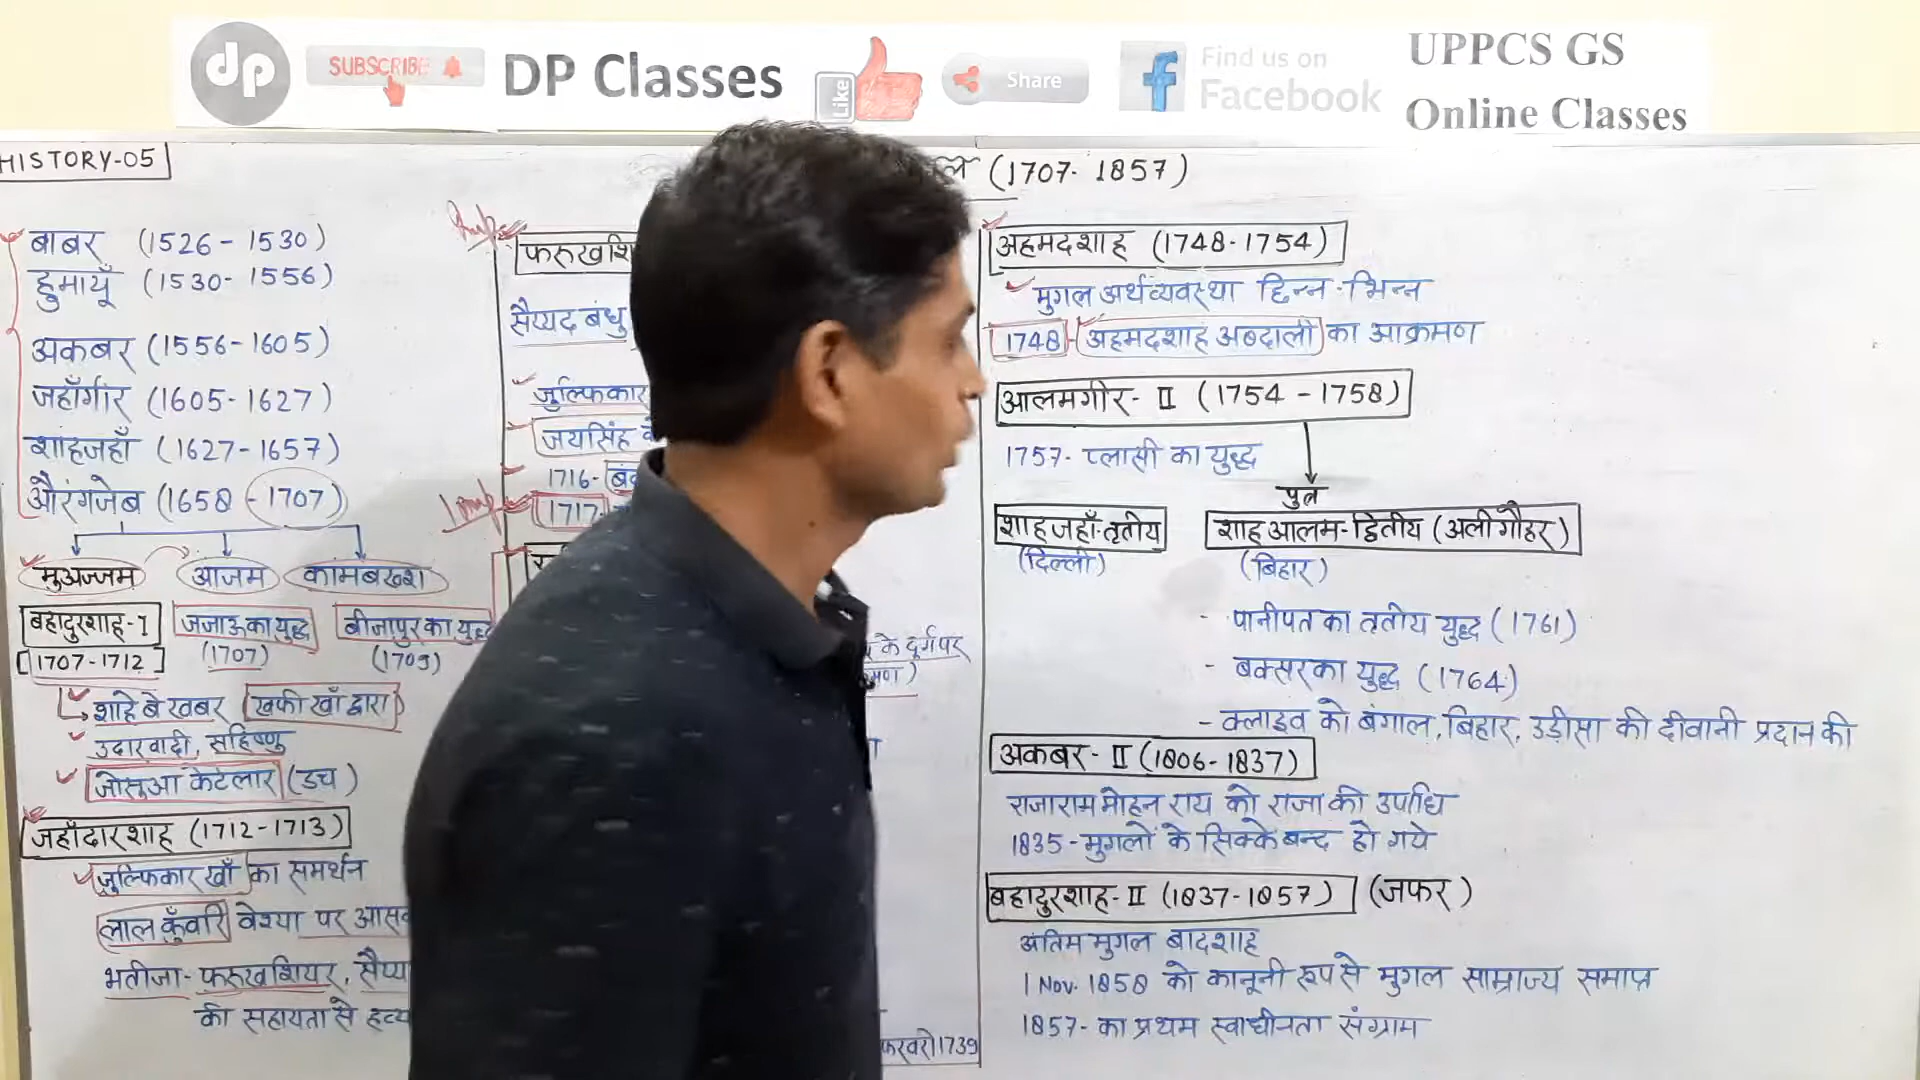 dp SUBSCRIBE DP Classes Like Share Find us on Facebook
UPPCS GS
Online Classes
HISTORY-05
(1707-1857)
बाबर (1526-1530)
हुमायूँ (1530-1556)
अकबर (1556-1605)
जहाँगीर (1605-1627)
शाहजहाँ (1627-1657)
औरंगजेब (1658-1707)
मुअज्जम आजम कामबख्श
बहादुरशाह-1 जजाऊ का युद्ध बीजापुर का युद्ध
[1707-1712] (1707) (1709)
शाहे बेखबर खफी खाँ द्वारा
उदारवादी, सहिष्णु
जोसुआ केटेलार (डच)
जहाँदारशाह (1712-1713)
जुल्फिकार खाँ का समर्थन
लाल कुँवरि वेश्या पर
भतीजा- फरुखशियर,
की सहायता से
Imp
सैय्यद बंधु
जुल्फिकार
जयसिंह
1716-
Imp 1717
के दुर्ग पर
फरवरी 1739
अहमदशाह (1748-1754)
मुगल अर्थव्यवस्था छिन्न-भिन्न
1748-अहमदशाह अब्दाली का आक्रमण
आलमगीर-II (1754-1758)
1757- प्लासी का युद्ध
पुत्र
शाहजहाँ-तृतीय शाहआलम-द्वितीय (अली गौहर)
(दिल्ली) (बिहार)
- पानीपत का तृतीय युद्ध (1761)
- बक्सर का युद्ध (1764)
- क्लाइव को बंगाल, बिहार, उड़ीसा की दीवानी प्रदान की
अकबर-II (1806-1837)
राजाराम मोहन राय को राजा की उपाधि
1835-मुगलों के सिक्के बन्द हो गये
बहादुरशाह-II (1837-1857) (जफर)
अंतिम मुगल बादशाह
1 Nov. 1858 को कानूनी रूप से मुगल साम्राज्य समाप्त
1857- का प्रथम स्वाधीनता संग्राम